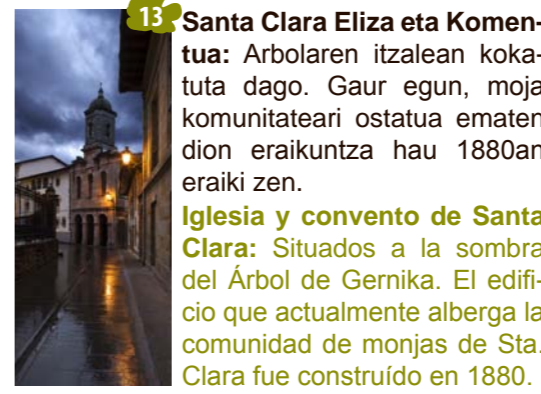 13
Santa Clara Eliza eta Komen-
tua: Arbolaren itzalean koka-
tuta dago. Gaur egun, moja
komunitateari ostatua ematen
dion eraikuntza hau 1880an
eraiki zen.
Iglesia y convento de Santa
Clara: Situados a la sombra
del Árbol de Gernika. El edifi-
cio que actualmente alberga la
comunidad de monjas de Sta.
Clara fue construído en 1880.